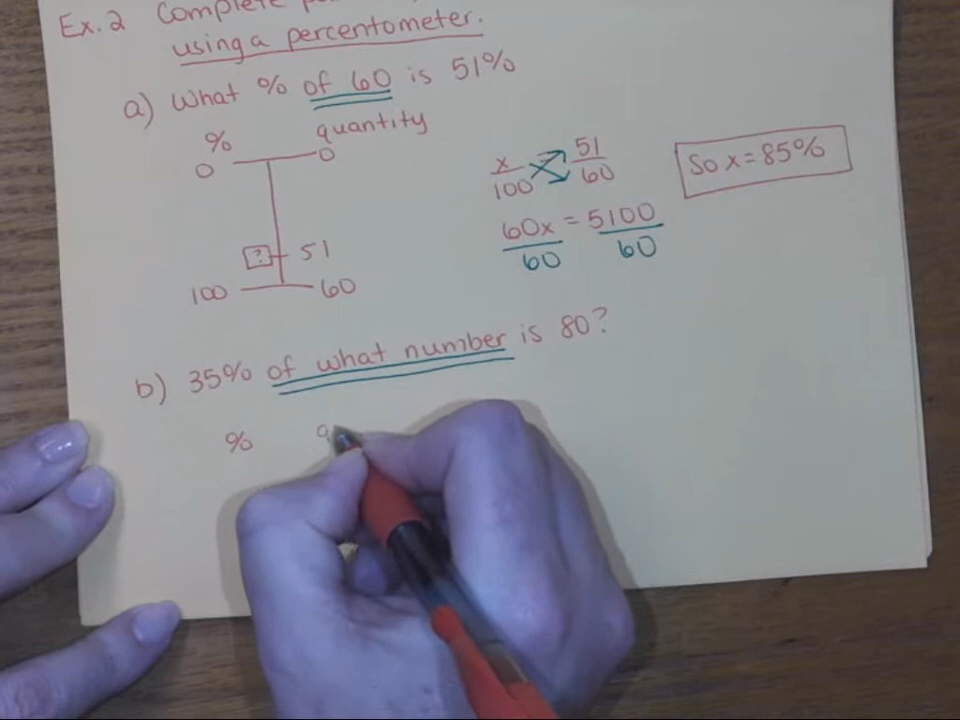 Ex. 2 Complete
using a percentometer.
a) What % of 60 is 51%
% quantity
0 0
? 51
100 60
x/100 51/60
60x = 5100
60 60
So x = 85%
b) 35% of what number is 80?
%